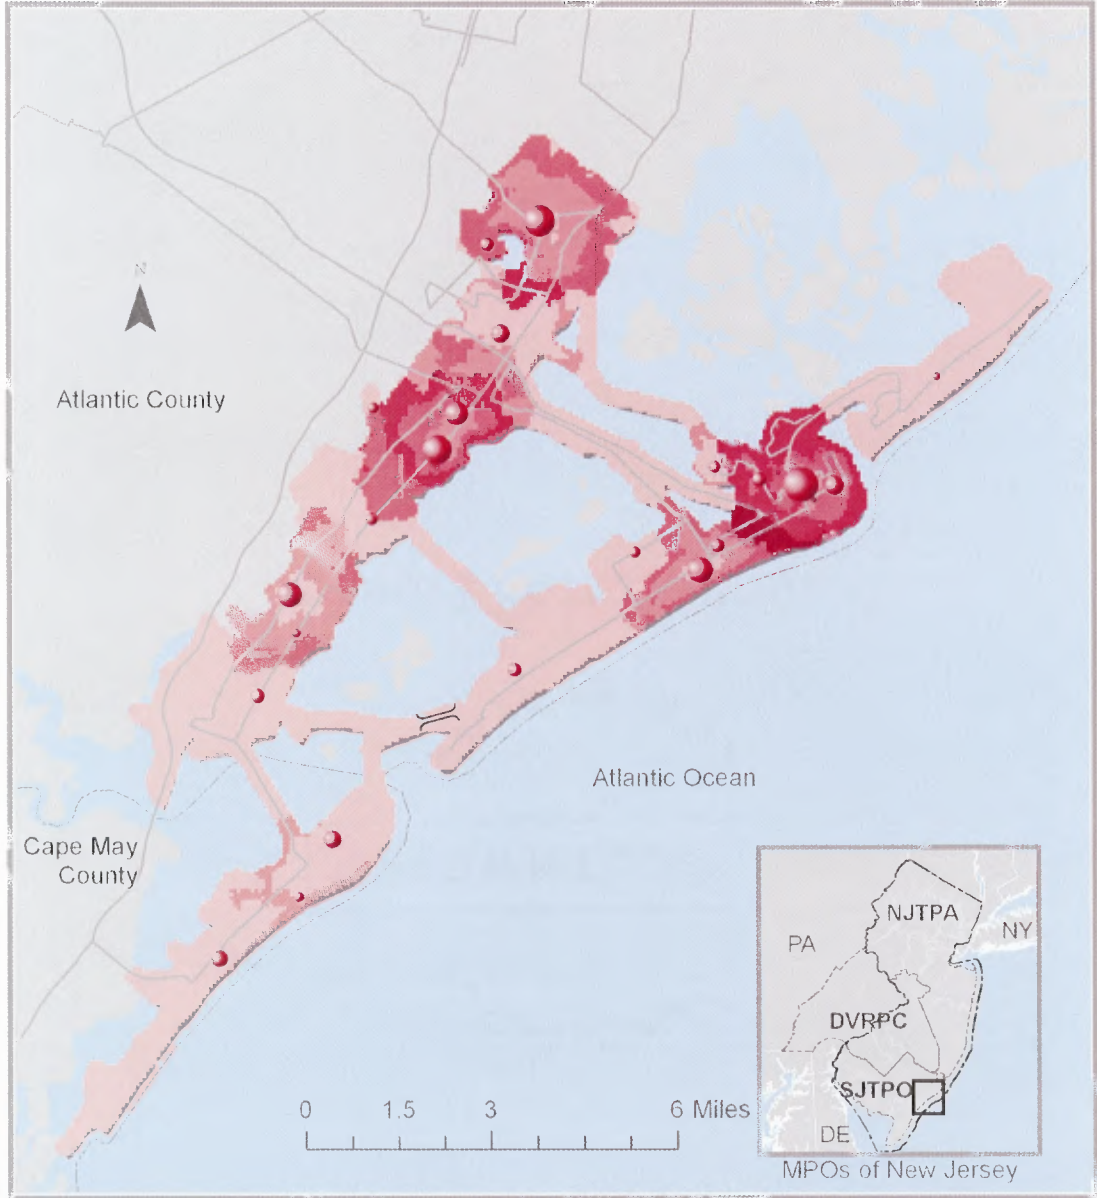 N
Atlantic County
Atlantic Ocean
Cape May
County
0 1.5 3 6 Miles
NJTPA
PA
NY
DVRPC
SJTPO
DE
MPOs of New Jersey